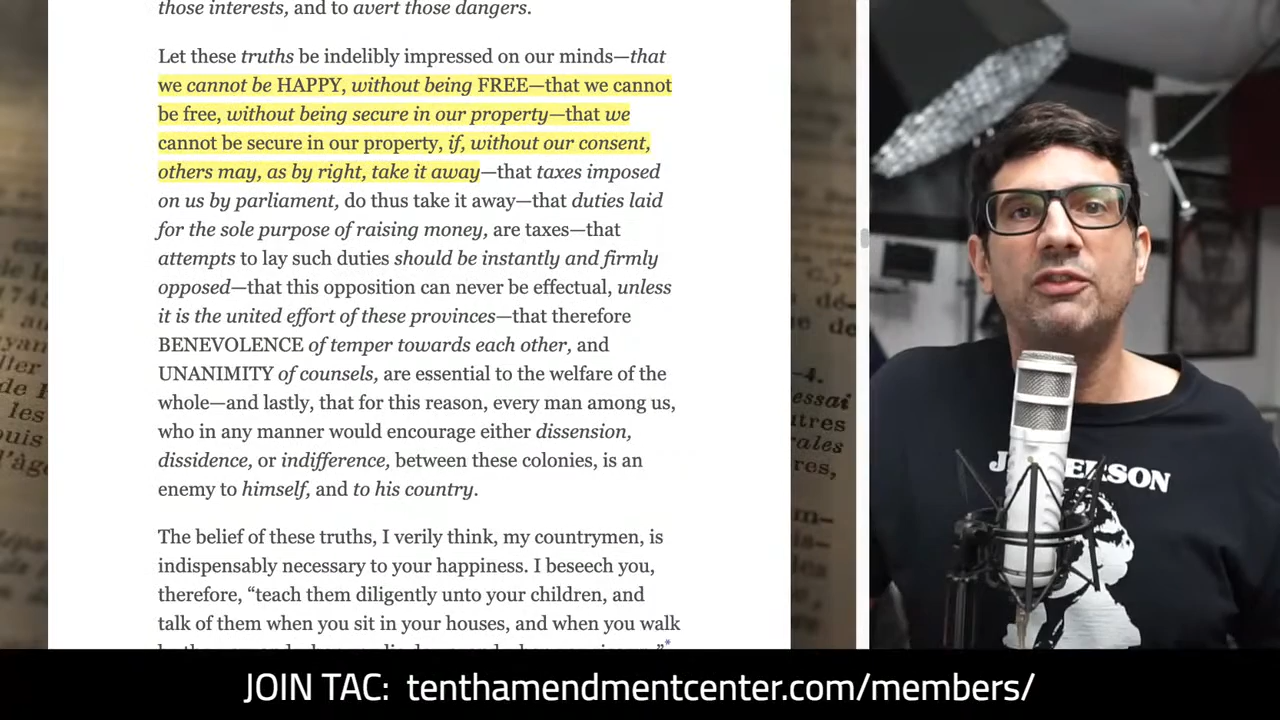 those interests, and to avert those dangers.
Let these truths be indelibly impressed on our minds—that
we cannot be HAPPY, without being FREE—that we cannot
be free, without being secure in our property—that we
cannot be secure in our property, if, without our consent,
others may, as by right, take it away—that taxes imposed
on us by parliament, do thus take it away—that duties laid
for the sole purpose of raising money, are taxes—that
attempts to lay such duties should be instantly and firmly
opposed—that this opposition can never be effectual, unless
it is the united effort of these provinces—that therefore
BENEVOLENCE of temper towards each other, and
UNANIMITY of counsels, are essential to the welfare of the
whole—and lastly, that for this reason, every man among us,
who in any manner would encourage either dissension,
dissidence, or indifference, between these colonies, is an
enemy to himself, and to his country.
The belief of these truths, I verily think, my countrymen, is
indispensably necessary to your happiness. I beseech you,
therefore, “teach them diligently unto your children, and
talk of them when you sit in your houses, and when you walk
JOIN TAC: tenthamendmentcenter.com/members/